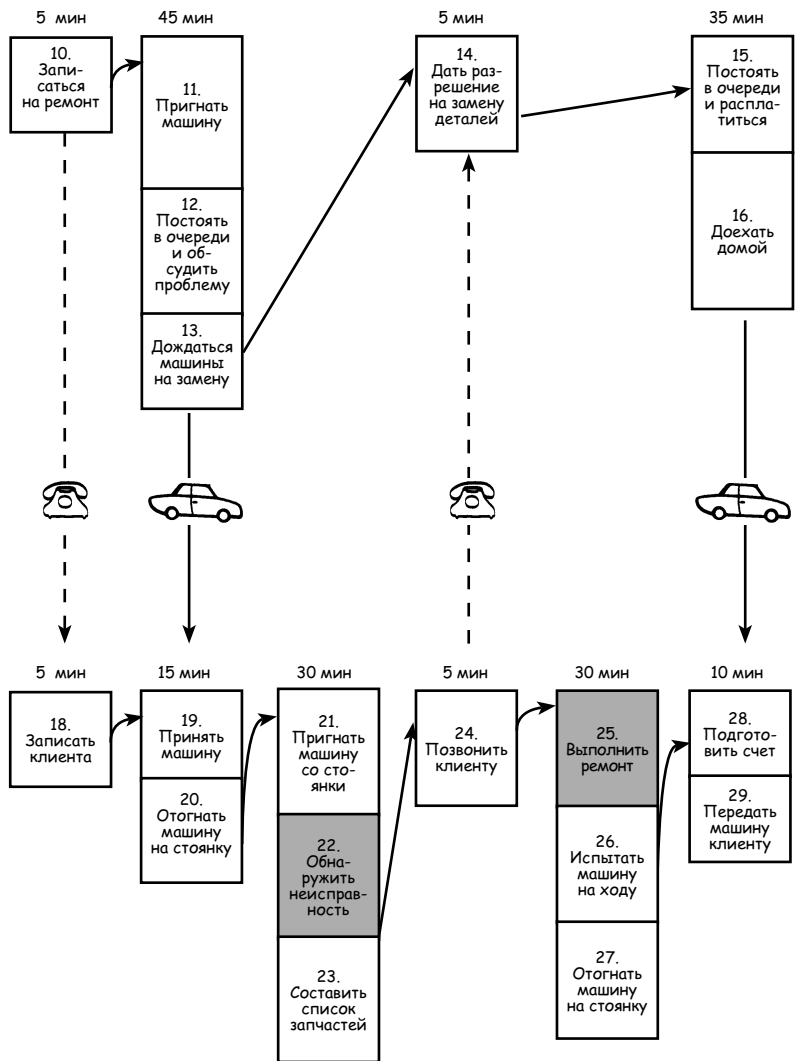 5 мин
45 мин
5 мин
35 мин
10.
Запи-
саться
на ремонт
11.
Пригнать
машину
12.
Постоять
в очереди
и об-
судить
проблему
13.
Дождаться
машины
на замену
14.
Дать раз-
решение
на замену
деталей
15.
Постоять
в очереди
и распла-
титься
16.
Доехать
домой
5 мин
15 мин
30 мин
5 мин
30 мин
10 мин
18.
Записать
клиента
19.
Принять
машину
20.
Отогнать
машину
на стоянку
21.
Пригнать
машину
со сто-
янки
22.
Обна-
ружить
неисправ-
ность
23.
Составить
список
запчастей
24.
Позвонить
клиенту
25.
Выполнить
ремонт
26.
Испытать
машину
на ходу
27.
Отогнать
машину
на стоянку
28.
Подгото-
вить счет
29.
Передать
машину
клиенту